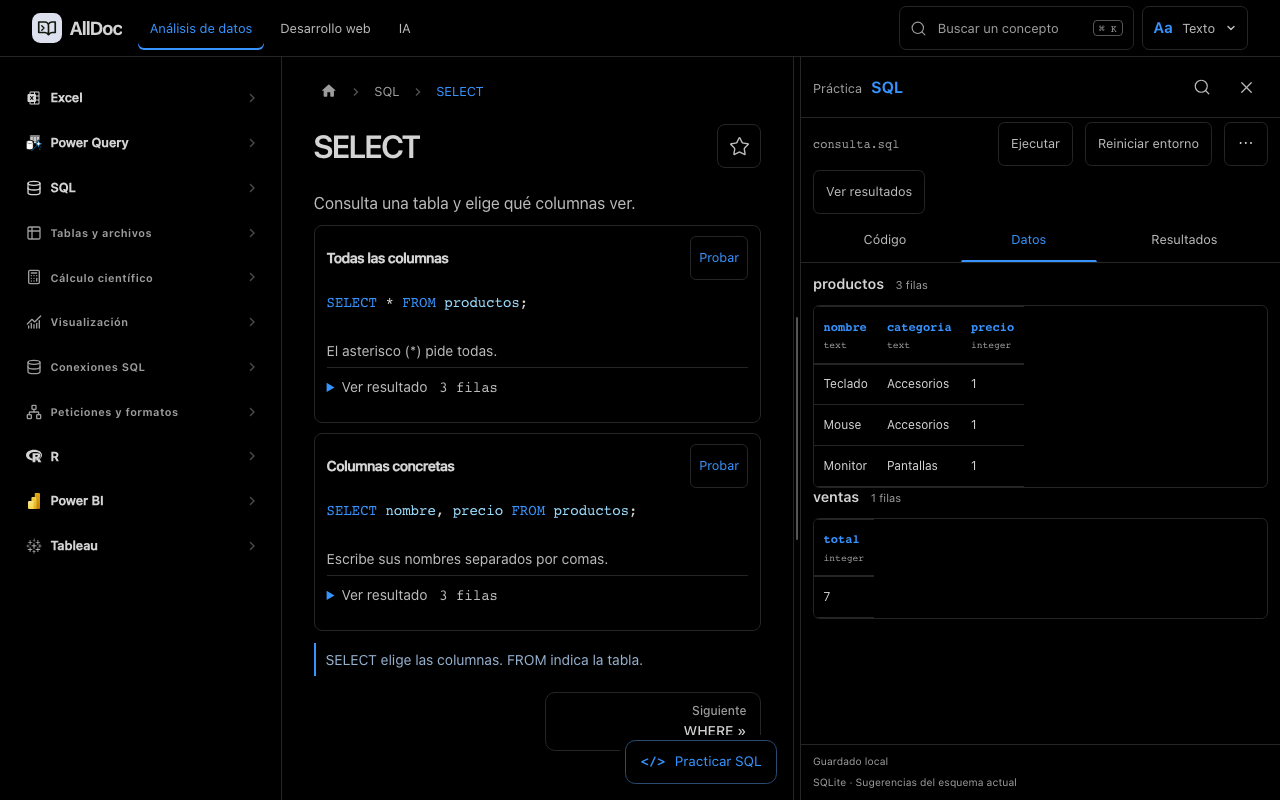 AllDoc
Análisis de datos
Desarrollo web
IA
Buscar un concepto
⌘ K
Aa Texto
Excel
Power Query
SQL
Tablas y archivos
Cálculo científico
Visualización
Conexiones SQL
Peticiones y formatos
R
Power BI
Tableau
SQL
SELECT
SELECT
Consulta una tabla y elige qué columnas ver.
Todas las columnas
Probar
SELECT * FROM productos;
El asterisco (*) pide todas.
Ver resultado 3 filas
Columnas concretas
Probar
SELECT nombre, precio FROM productos;
Escribe sus nombres separados por comas.
Ver resultado 3 filas
SELECT elige las columnas. FROM indica la tabla.
Siguiente
WHERE »
</> Practicar SQL
Práctica SQL
consulta.sql
Ejecutar
Reiniciar entorno
...
Ver resultados
Código
Datos
Resultados
productos 3 filas
nombre categoria precio
text text integer
Teclado Accesorios 1
Mouse Accesorios 1
Monitor Pantallas 1
ventas 1 filas
total
integer
7
Guardado local
SQLite · Sugerencias del esquema actual